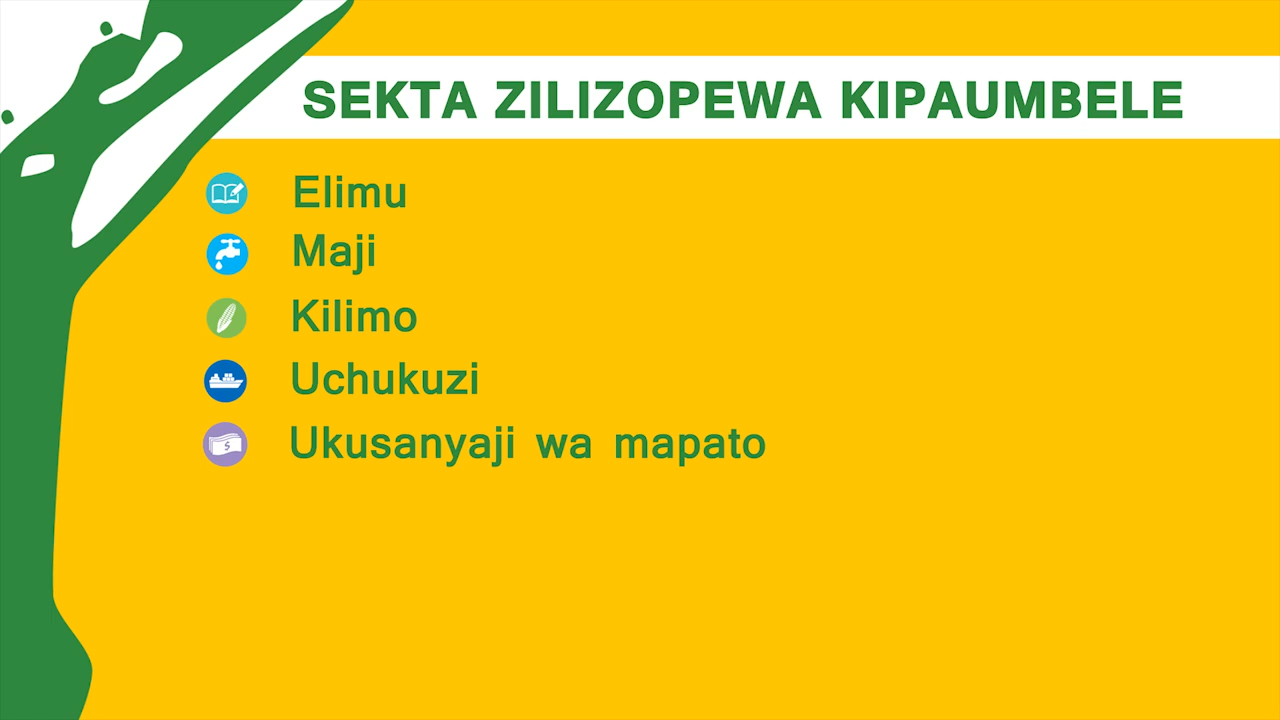 SEKTA ZILIZOPEWA KIPAUMBELE
Elimu
Maji
Kilimo
Uchukuzi
Ukusanyaji wa mapato